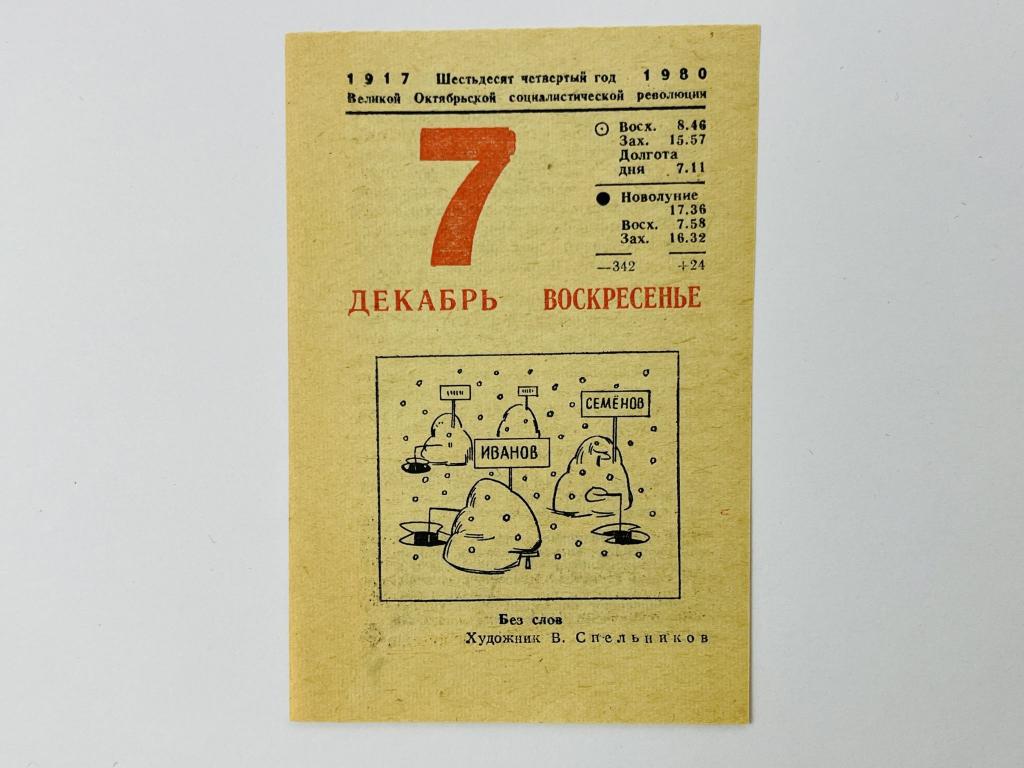 1917 Шестьдесят четвертый год 1980
Великой Октябрьской социалистической революции
7
Восх. 8.46
Зах. 15.57
Долгота
дня 7.11
Новолуние
17.36
Восх. 7.58
Зах. 16.32
—342 +24
ДЕКАБРЬ ВОСКРЕСЕНЬЕ
СЕМЁНОВ
ИВАНОВ
Без слов
Художник В. Спельников